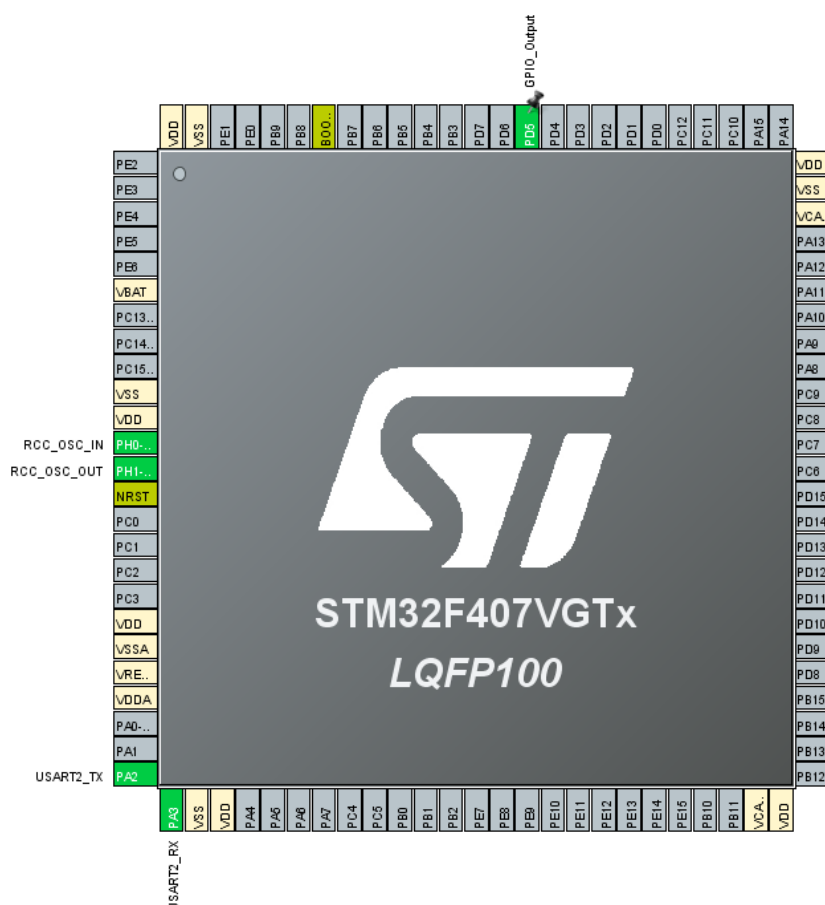 GPIO_Output
VDD
VSS
PE1
PE0
PB9
PB8
BOO..
PB7
PB6
PB5
PB4
PB3
PD7
PD6
PD5
PD4
PD3
PD2
PD1
PD0
PC12
PC11
PC10
PA15
PA14
PE2
PE3
PE4
PE5
PE6
VBAT
PC13..
PC14..
PC15..
VSS
VDD
RCC_OSC_IN PH0-..
RCC_OSC_OUT PH1-..
NRST
PC0
PC1
PC2
PC3
VDD
VSSA
VRE..
VDDA
PA0-..
PA1
USART2_TX PA2
STM32F407VGTx
LQFP100
VDD
VSS
VCA..
PA13
PA12
PA11
PA10
PA9
PA8
PC9
PC8
PC7
PC6
PD15
PD14
PD13
PD12
PD11
PD10
PD9
PD8
PB15
PB14
PB13
PB12
PA3
VSS
VDD
PA4
PA5
PA6
PA7
PC4
PC5
PB0
PB1
PB2
PE7
PE8
PE9
PE10
PE11
PE12
PE13
PE14
PE15
PB10
PB11
VCA..
VDD
USART2_RX